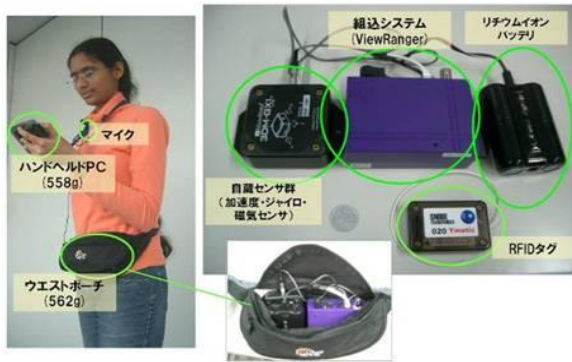 マイク
ハンドヘルドPC
(558g)
ウエストポーチ
(562g)
組込システム
(ViewRanger)
リチウムイオン
バッテリ
自蔵センサ群
(加速度・ジャイロ・
磁気センサ)
020 Ymatic
RFIDタグ